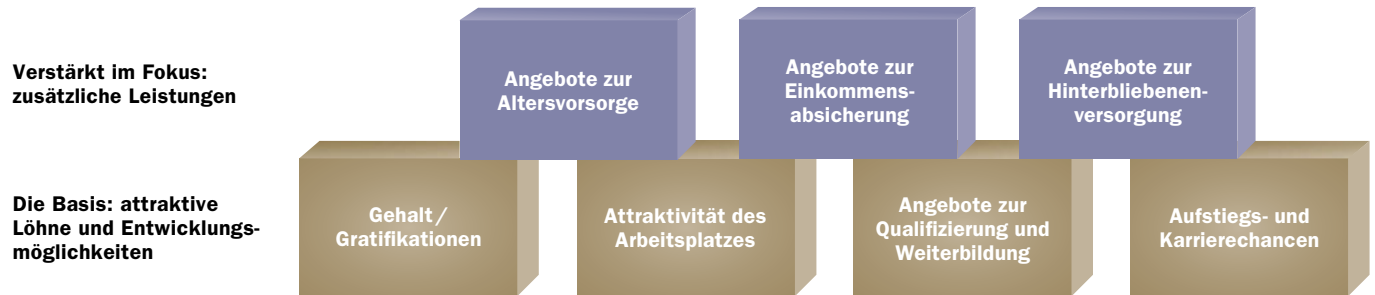 Verstärkt im Fokus:
zusätzliche Leistungen
Angebote zur
Altersvorsorge
Angebote zur
Einkommens-
absicherung
Angebote zur
Hinterbliebenen-
versorgung
Die Basis: attraktive
Löhne und Entwicklungs-
möglichkeiten
Gehalt/
Gratifikationen
Attraktivität des
Arbeitsplatzes
Angebote zur
Qualifizierung und
Weiterbildung
Aufstiegs- und
Karrierechancen